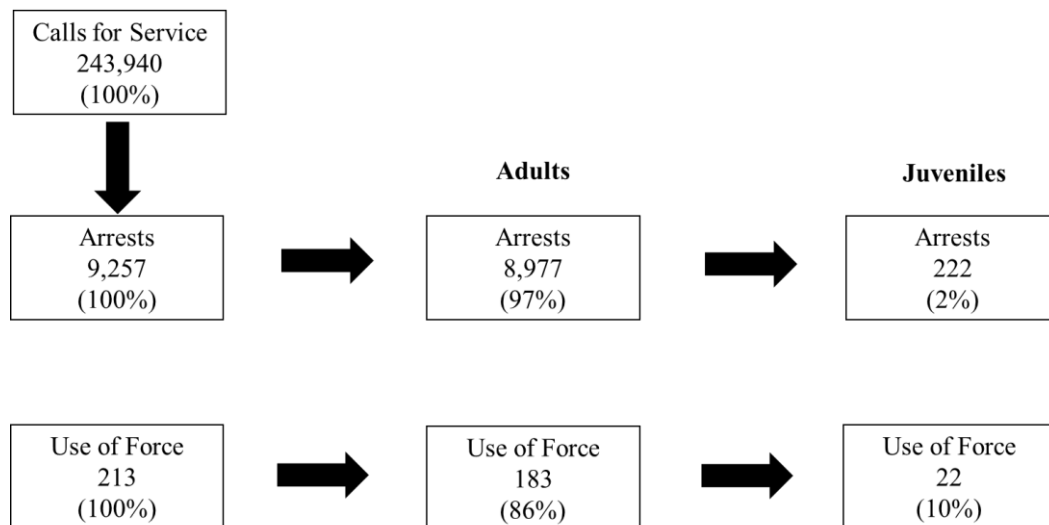 Calls for Service
243,940
(100%)
Adults
Juveniles
Arrests
9,257
(100%)
Arrests
8,977
(97%)
Arrests
222
(2%)
Use of Force
213
(100%)
Use of Force
183
(86%)
Use of Force
22
(10%)